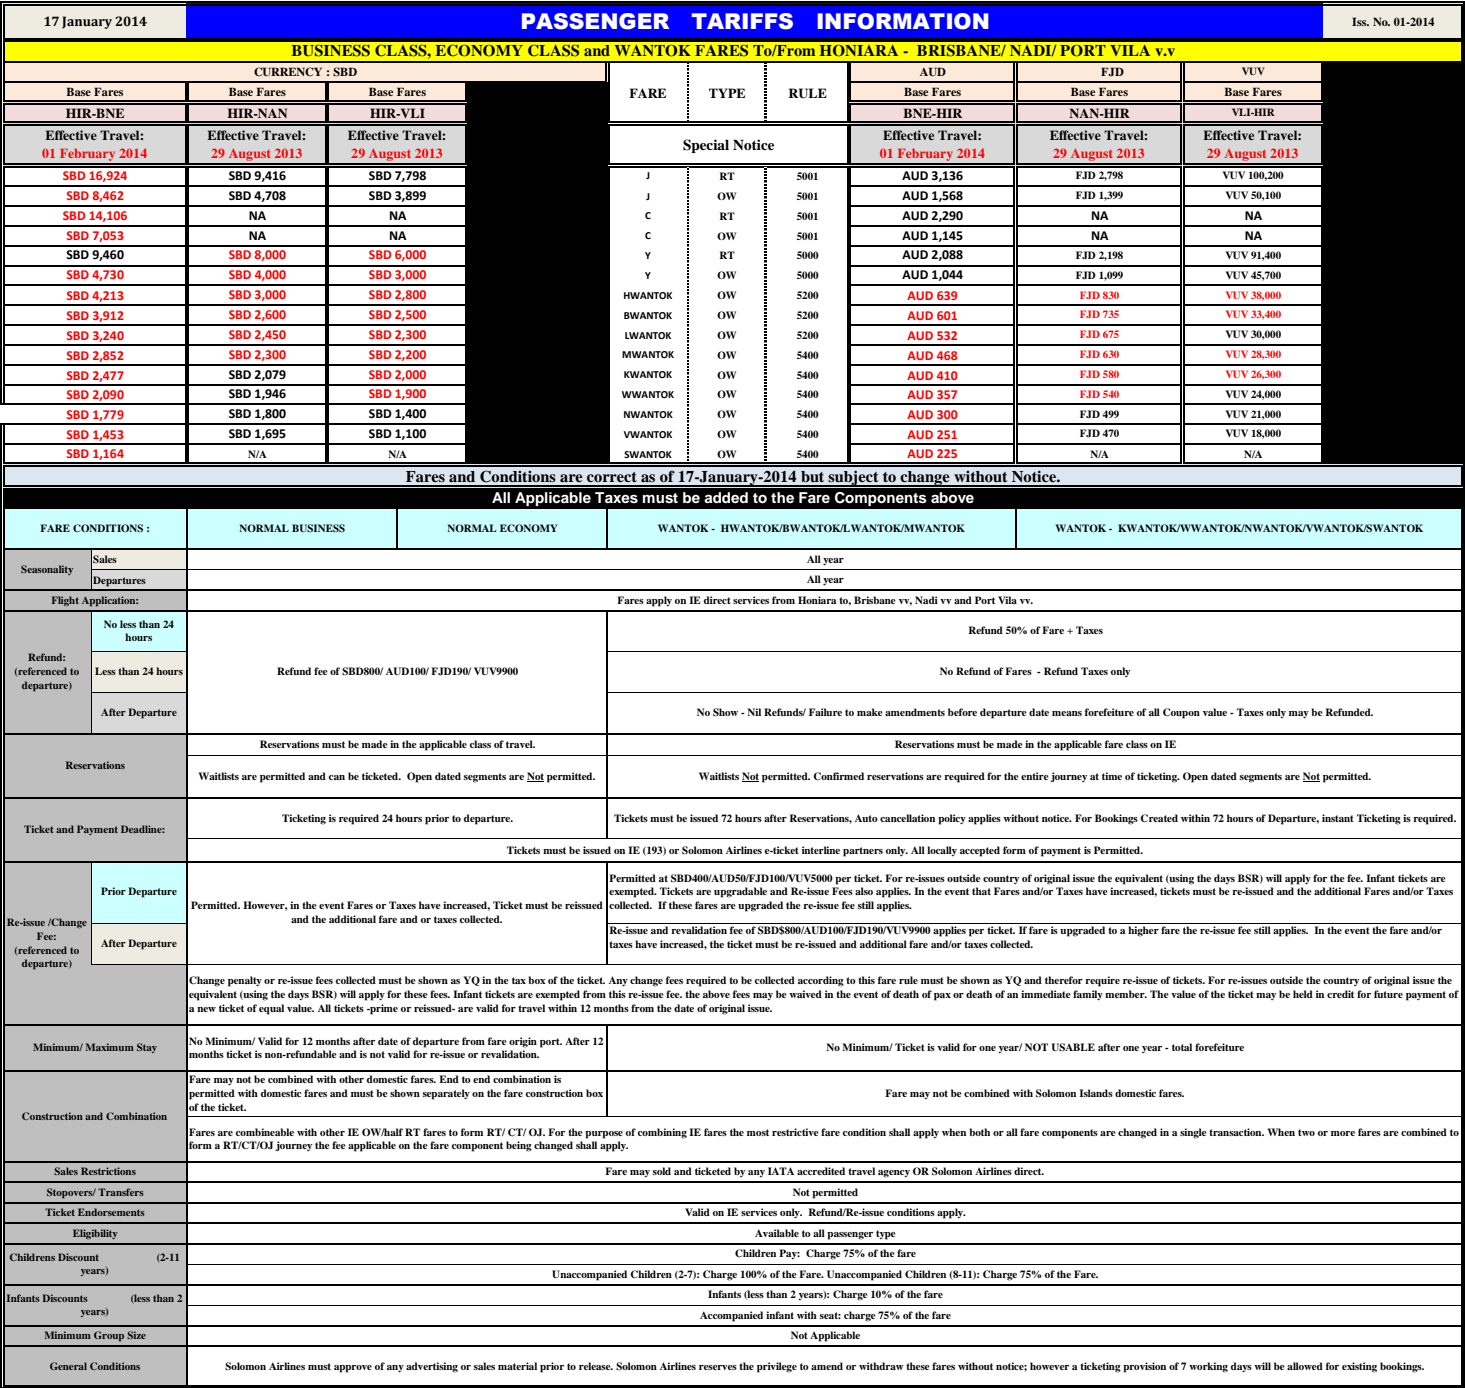 17 January 2014
PASSENGER TARIFFS INFORMATION
Iss. No. 01-2014
BUSINESS CLASS, ECONOMY CLASS and WANTOK FARES To/From HONIARA - BRISBANE/ NADI/ PORT VILA v.v
CURRENCY : SBD FARE TYPE RULE AUD FJD VUV
Base Fares Base Fares Base Fares Base Fares Base Fares Base Fares
HIR-BNE HIR-NAN HIR-VLI BNE-HIR NAN-HIR VLI-HIR
Effective Travel: Effective Travel: Effective Travel: Special Notice Effective Travel: Effective Travel: Effective Travel:
01 February 2014 29 August 2013 29 August 2013 01 February 2014 29 August 2013 29 August 2013
SBD 16,924 SBD 9,416 SBD 7,798 J RT 5001 AUD 3,136 FJD 2,798 VUV 100,200
SBD 8,462 SBD 4,708 SBD 3,899 J OW 5001 AUD 1,568 FJD 1,399 VUV 50,100
SBD 14,106 NA NA C RT 5001 AUD 2,290 NA NA
SBD 7,053 NA NA C OW 5001 AUD 1,145 NA NA
SBD 9,460 SBD 8,000 SBD 6,000 Y RT 5000 AUD 2,088 FJD 2,198 VUV 91,400
SBD 4,730 SBD 4,000 SBD 3,000 Y OW 5000 AUD 1,044 FJD 1,099 VUV 45,700
SBD 4,213 SBD 3,000 SBD 2,800 HWANTOK OW 5200 AUD 639 FJD 830 VUV 38,000
SBD 3,912 SBD 2,600 SBD 2,500 BWANTOK OW 5200 AUD 601 FJD 735 VUV 33,400
SBD 3,240 SBD 2,450 SBD 2,300 LWANTOK OW 5200 AUD 532 FJD 675 VUV 30,000
SBD 2,852 SBD 2,300 SBD 2,200 MWANTOK OW 5400 AUD 468 FJD 630 VUV 28,300
SBD 2,477 SBD 2,079 SBD 2,000 KWANTOK OW 5400 AUD 410 FJD 580 VUV 26,300
SBD 2,090 SBD 1,946 SBD 1,900 WWANTOK OW 5400 AUD 357 FJD 540 VUV 24,000
SBD 1,779 SBD 1,800 SBD 1,400 NWANTOK OW 5400 AUD 300 FJD 499 VUV 21,000
SBD 1,453 SBD 1,695 SBD 1,100 VWANTOK OW 5400 AUD 251 FJD 470 VUV 18,000
SBD 1,164 N/A N/A SWANTOK OW 5400 AUD 225 N/A N/A
Fares and Conditions are correct as of 17-January-2014 but subject to change without Notice.
All Applicable Taxes must be added to the Fare Components above
FARE CONDITIONS : NORMAL BUSINESS NORMAL ECONOMY WANTOK - HWANTOK/BWANTOK/LWANTOK/MWANTOK WANTOK - KWANTOK/WWANTOK/NWANTOK/VWANTOK/SWANTOK
Seasonality
Sales All year
Departures All year
Flight Application: Fares apply on IE direct services from Honiara to, Brisbane vv, Nadi vv and Port Vila vv.
Refund:
(referenced to
departure)
No less than 24
hours
Less than 24 hours
After Departure
Refund fee of SBD800/ AUD100/ FJD190/ VUV9900
Refund 50% of Fare + Taxes
No Refund of Fares - Refund Taxes only
No Show - Nil Refunds/ Failure to make amendments before departure date means forefeiture of all Coupon value - Taxes only may be Refunded.
Reservations
Reservations must be made in the applicable class of travel.
Reservations must be made in the applicable fare class on IE
Waitlists are permitted and can be ticketed. Open dated segments are Not permitted.
Waitlists Not permitted. Confirmed reservations are required for the entire journey at time of ticketing. Open dated segments are Not permitted.
Ticket and Payment Deadline:
Ticketing is required 24 hours prior to departure.
Tickets must be issued 72 hours after Reservations, Auto cancellation policy applies without notice. For Bookings Created within 72 hours of Departure, instant Ticketing is required.
Tickets must be issued on IE (193) or Solomon Airlines e-ticket interline partners only. All locally accepted form of payment is Permitted.
Re-issue /Change
Fee:
(referenced to
departure)
Prior Departure
After Departure
Permitted. However, in the event Fares or Taxes have increased, Ticket must be reissued
and the additional fare and or taxes collected.
Permitted at SBD400/AUD50/FJD100/VUV5000 per ticket. For re-issues outside country of original issue the equivalent (using the days BSR) will apply for the fee. Infant tickets are
exempted. Tickets are upgradable and Re-issue Fees also applies. In the event that Fares and/or Taxes have increased, tickets must be re-issued and the additional Fares and/or Taxes
collected. If these fares are upgraded the re-issue fee still applies.
Re-issue and revalidation fee of SBD$800/AUD100/FJD190/VUV9900 applies per ticket. If fare is upgraded to a higher fare the re-issue fee still applies. In the event the fare and/or
taxes have increased, the ticket must be re-issued and additional fare and/or taxes collected.
Change penalty or re-issue fees collected must be shown as YQ in the tax box of the ticket. Any change fees required to be collected according to this fare rule must be shown as YQ and therefor require re-issue of tickets. For re-issues outside the country of original issue the
equivalent (using the days BSR) will apply for these fees. Infant tickets are exempted from this re-issue fee. the above fees may be waived in the event of death of pax or death of an immediate family member. The value of the ticket may be held in credit for future payment of
a new ticket of equal value. All tickets -prime or reissued- are valid for travel within 12 months from the date of original issue.
Minimum/ Maximum Stay
No Minimum/ Valid for 12 months after date of departure from fare origin port. After 12
months ticket is non-refundable and is not valid for re-issue or revalidation.
No Minimum/ Ticket is valid for one year/ NOT USABLE after one year - total forefeiture
Construction and Combination
Fare may not be combined with other domestic fares. End to end combination is
permitted with domestic fares and must be shown separately on the fare construction box
of the ticket.
Fare may not be combined with Solomon Islands domestic fares.
Fares are combineable with other IE OW/half RT fares to form RT/ CT/ OJ. For the purpose of combining IE fares the most restrictive fare condition shall apply when both or all fare components are changed in a single transaction. When two or more fares are combined to
form a RT/CT/OJ journey the fee applicable on the fare component being changed shall apply.
Sales Restrictions Fare may sold and ticketed by any IATA accredited travel agency OR Solomon Airlines direct.
Stopovers/ Transfers Not permitted
Ticket Endorsements Valid on IE services only. Refund/Re-issue conditions apply.
Eligibility Available to all passenger type
Childrens Discount (2-11
years)
Children Pay: Charge 75% of the fare
Unaccompanied Children (2-7): Charge 100% of the Fare. Unaccompanied Children (8-11): Charge 75% of the Fare.
Infants Discounts (less than 2
years)
Infants (less than 2 years): Charge 10% of the fare
Accompanied infant with seat: charge 75% of the fare
Minimum Group Size Not Applicable
General Conditions Solomon Airlines must approve of any advertising or sales material prior to release. Solomon Airlines reserves the privilege to amend or withdraw these fares without notice; however a ticketing provision of 7 working days will be allowed for existing bookings.